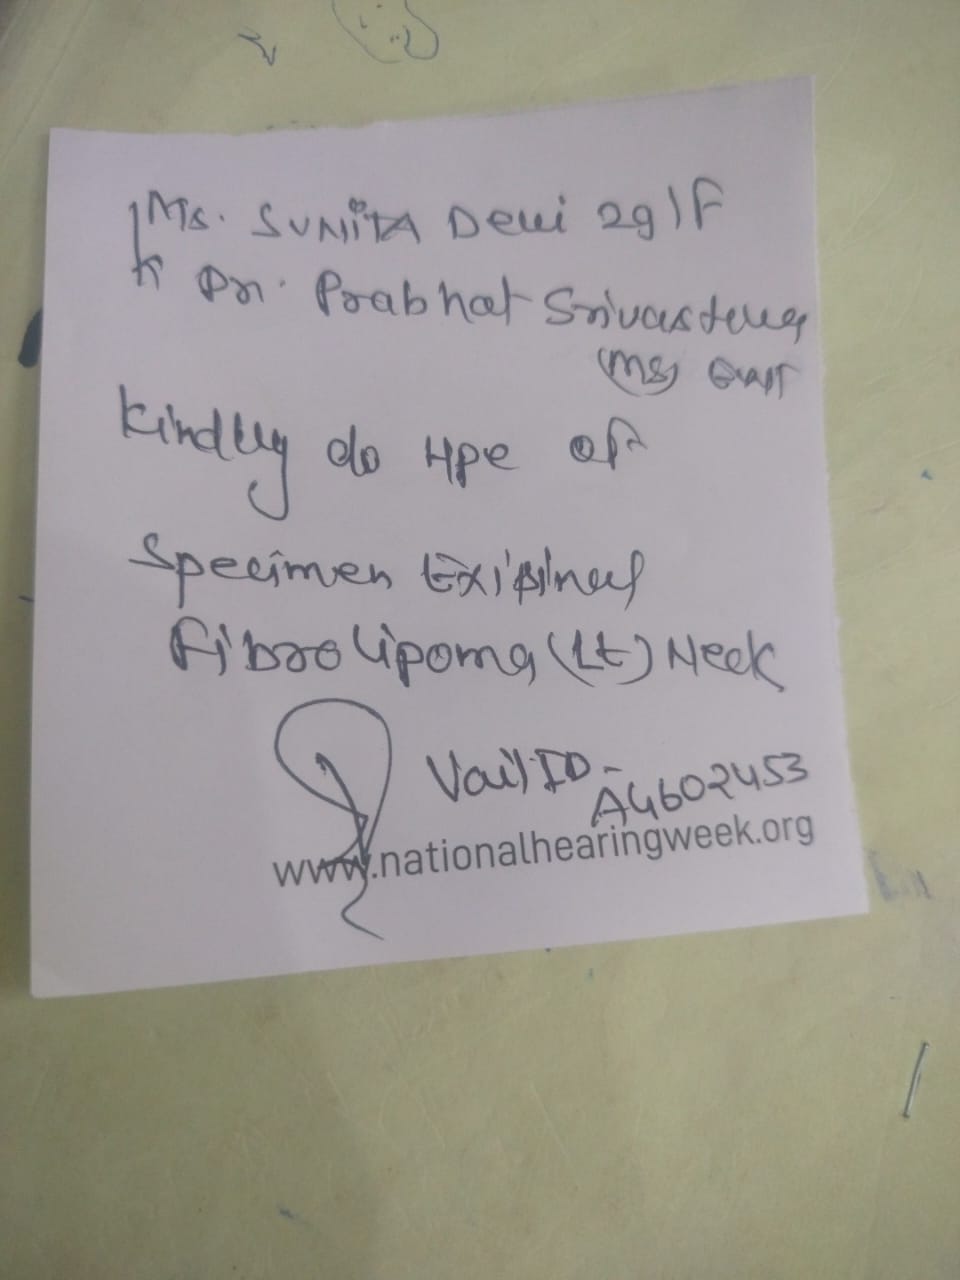 Ms. SUNITA Devi 29/F
Dr. Prabhat Srivastava
(MS) ENT
Kindly do HPE of
Specimen
Fibrolipoma (Lt) Neck
Vail ID -
A4602453
www.nationalhearingweek.org